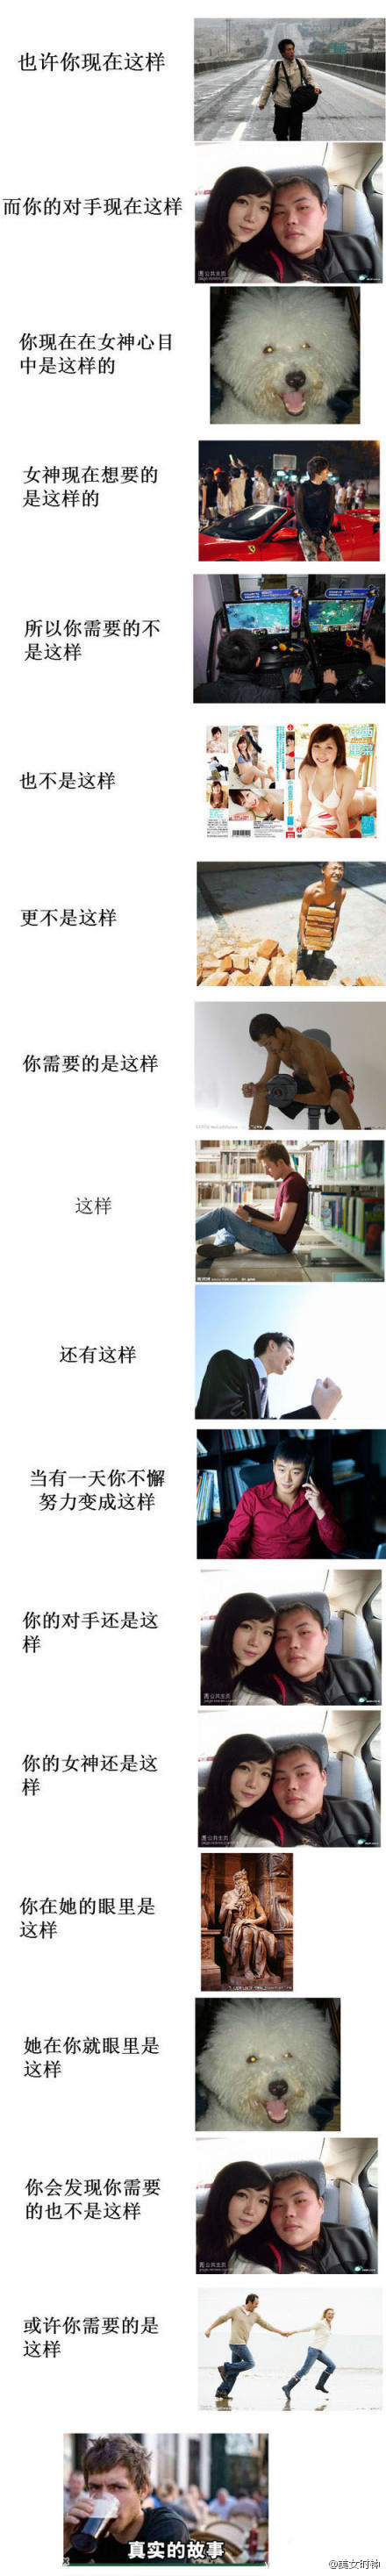 也许你现在这样
而你的对手现在这样
你现在在女神心目
中是这样的
女神现在想要的
是这样的
所以你需要的不
是这样
也不是这样
更不是这样
你需要的是这样
这样
还有这样
当有一天你不懈
努力变成这样
你的对手还是这
样
你的女神还是这
样
你在她的眼里是
这样
她在你就眼里是
这样
你会发现你需要
的也不是这样
或许你需要的是
这样
真实的故事
@美女时钟